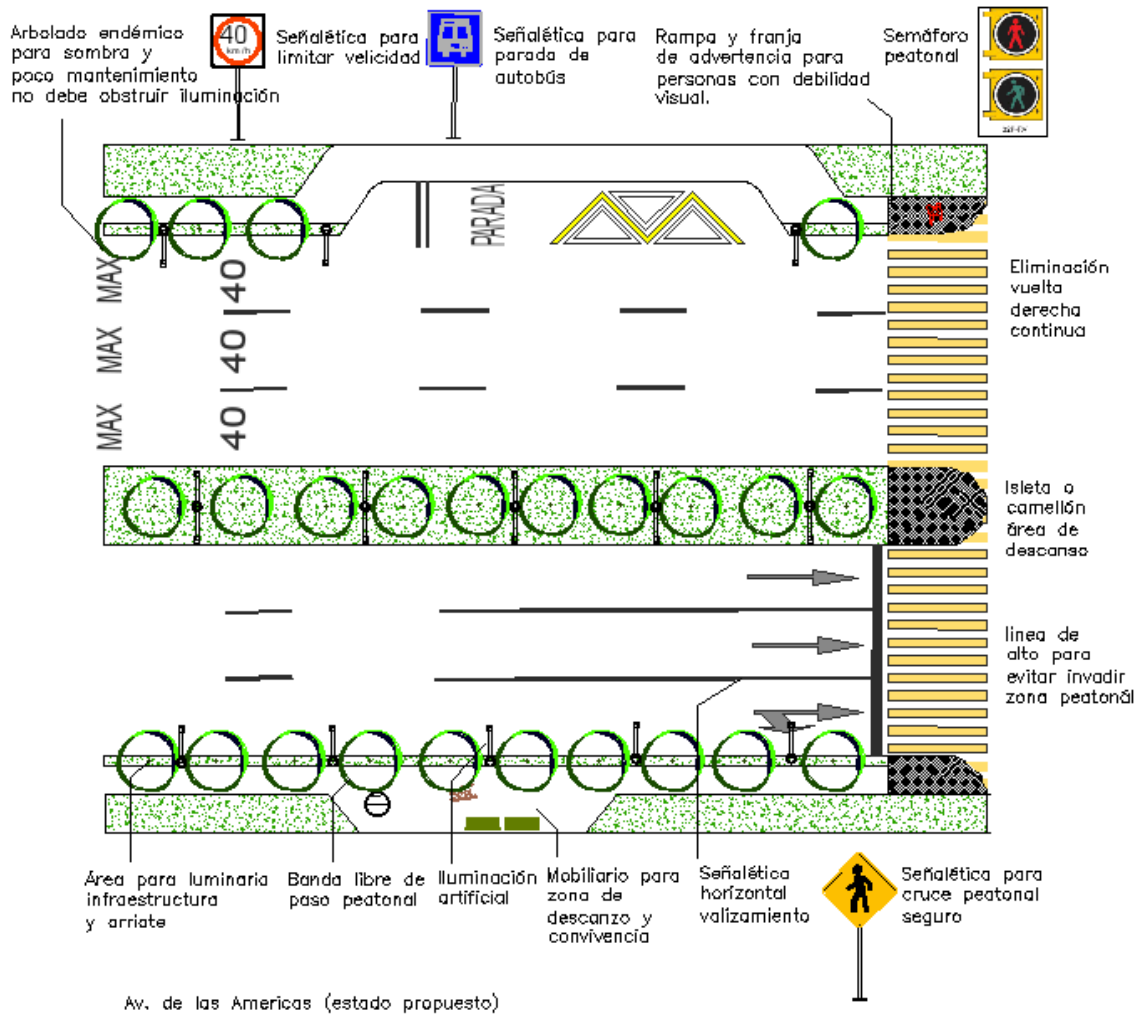 Arbolado endémico
para sombra y
poco mantenimiento
no debe obstruir iluminación
40
km/h
Señalética para
limitar velicidad
Señalética para
parada de
autobús
Rampa y franja
de advertencia para
personas con debilidad
visual.
Semáforo
peatonal
PARADA
MAX
40
MAX
40
MAX
40
Eliminación
vuelta
derecha
continua
Isleta o
camellón
área de
descanso
linea de
alto para
evitar invadir
zona peatonál
Área para luminaria
infraestructura
y arriate
Banda libre de
paso peatonal
Iluminación
artificial
Mobiliario para
zona de
descanzo y
convivencia
Señalética
horizontal
valizamiento
Señalética para
cruce peatonal
seguro
Av. de las Americas (estado propuesto)